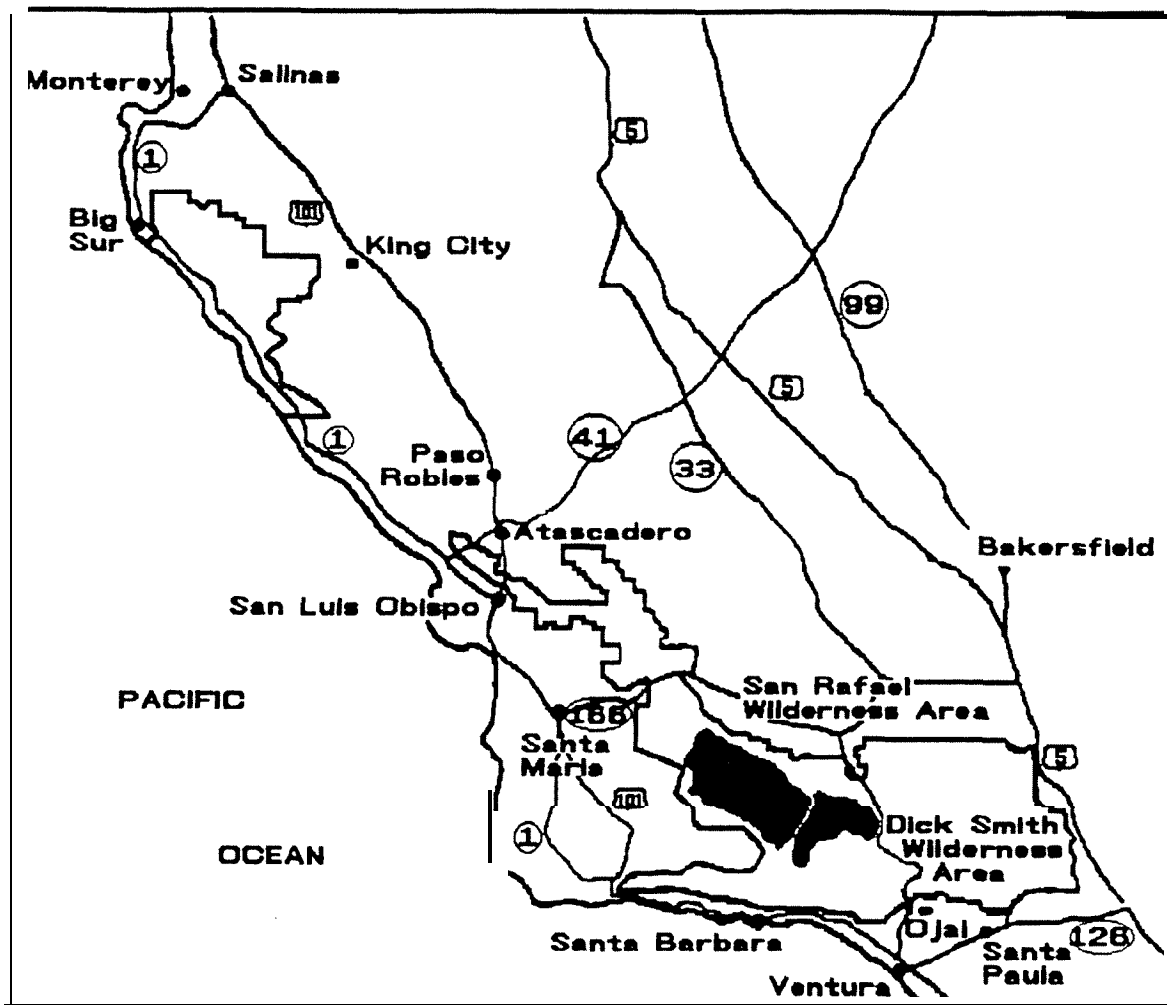 Monterey
Salinas
1
Big
Sur
101
King City
5
99
5
1
41
33
Paso
Robles
Atascadero
Bakersfield
San Luis Obispo
PACIFIC
San Rafael
Wilderness Area
166
Santa
Maria
5
101
1
Dick Smith
Wilderness
Area
OCEAN
Ojai
126
Santa
Paula
Santa Barbara
Ventura